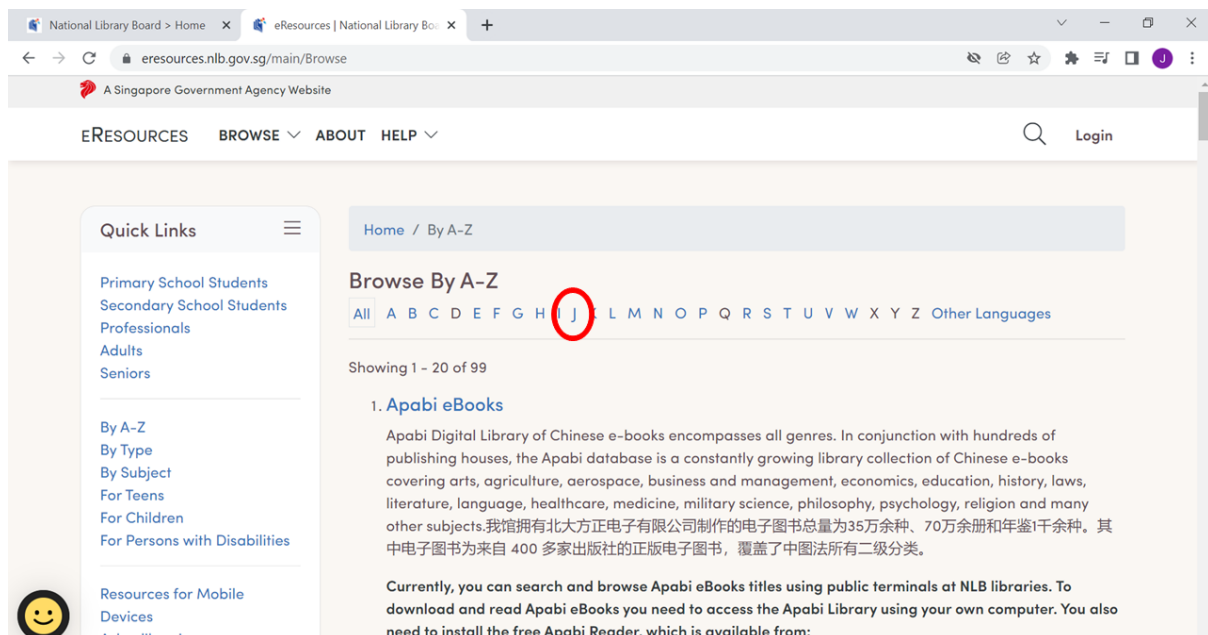 National Library Board > Home
eResources | National Library Boa
eresources.nlb.gov.sg/main/Browse
J
A Singapore Government Agency Website
ERESOURCES BROWSE ABOUT HELP Login
Quick Links
Primary School Students
Secondary School Students
Professionals
Adults
Seniors
By A-Z
By Type
By Subject
For Teens
For Children
For Persons with Disabilities
Resources for Mobile
Devices
Home / By A-Z
Browse By A-Z
All A B C D E F G H I J K L M N O P Q R S T U V W X Y Z Other Languages
Showing 1 - 20 of 99
1. Apabi eBooks
Apabi Digital Library of Chinese e-books encompasses all genres. In conjunction with hundreds of
publishing houses, the Apabi database is a constantly growing library collection of Chinese e-books
covering arts, agriculture, aerospace, business and management, economics, education, history, laws,
literature, language, healthcare, medicine, military science, philosophy, psychology, religion and many
other subjects.我馆拥有北大方正电子有限公司制作的电子图书总量为35万余种、70万余册和年鉴1千余种。其
中电子图书为来自 400 多家出版社的正版电子图书，覆盖了中图法所有二级分类。
Currently, you can search and browse Apabi eBooks titles using public terminals at NLB libraries. To
download and read Apabi eBooks you need to access the Apabi Library using your own computer. You also
need to install the free Apabi Reader, which is available from: